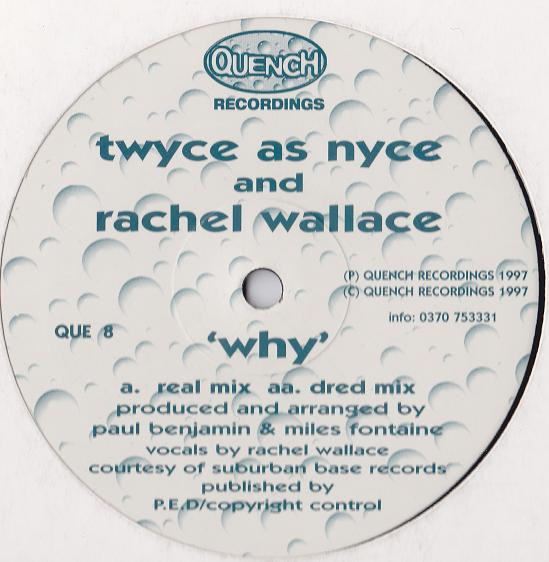 QUENCH
RECORDINGS
twyce as nyce
and
rachel wallace
(P) QUENCH RECORDINGS 1997
(C) QUENCH RECORDINGS 1997
info: 0370 753331
QUE 8
'why'
a. real mix aa. dred mix
produced and arranged by
paul benjamin & miles fontaine
vocals by rachel wallace
courtesy of suburban base records
published by
P.E.D/copyright control